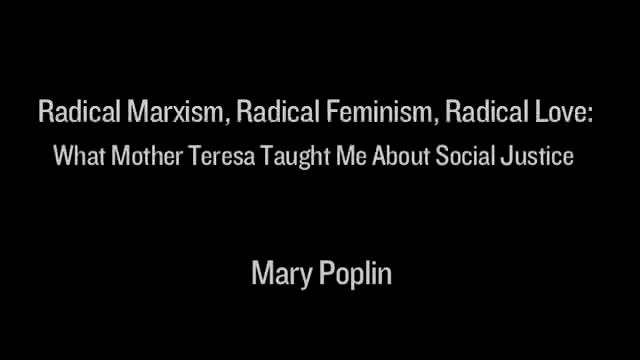 Radical Marxism, Radical Feminism, Radical Love:
What Mother Teresa Taught Me About Social Justice
Mary Poplin